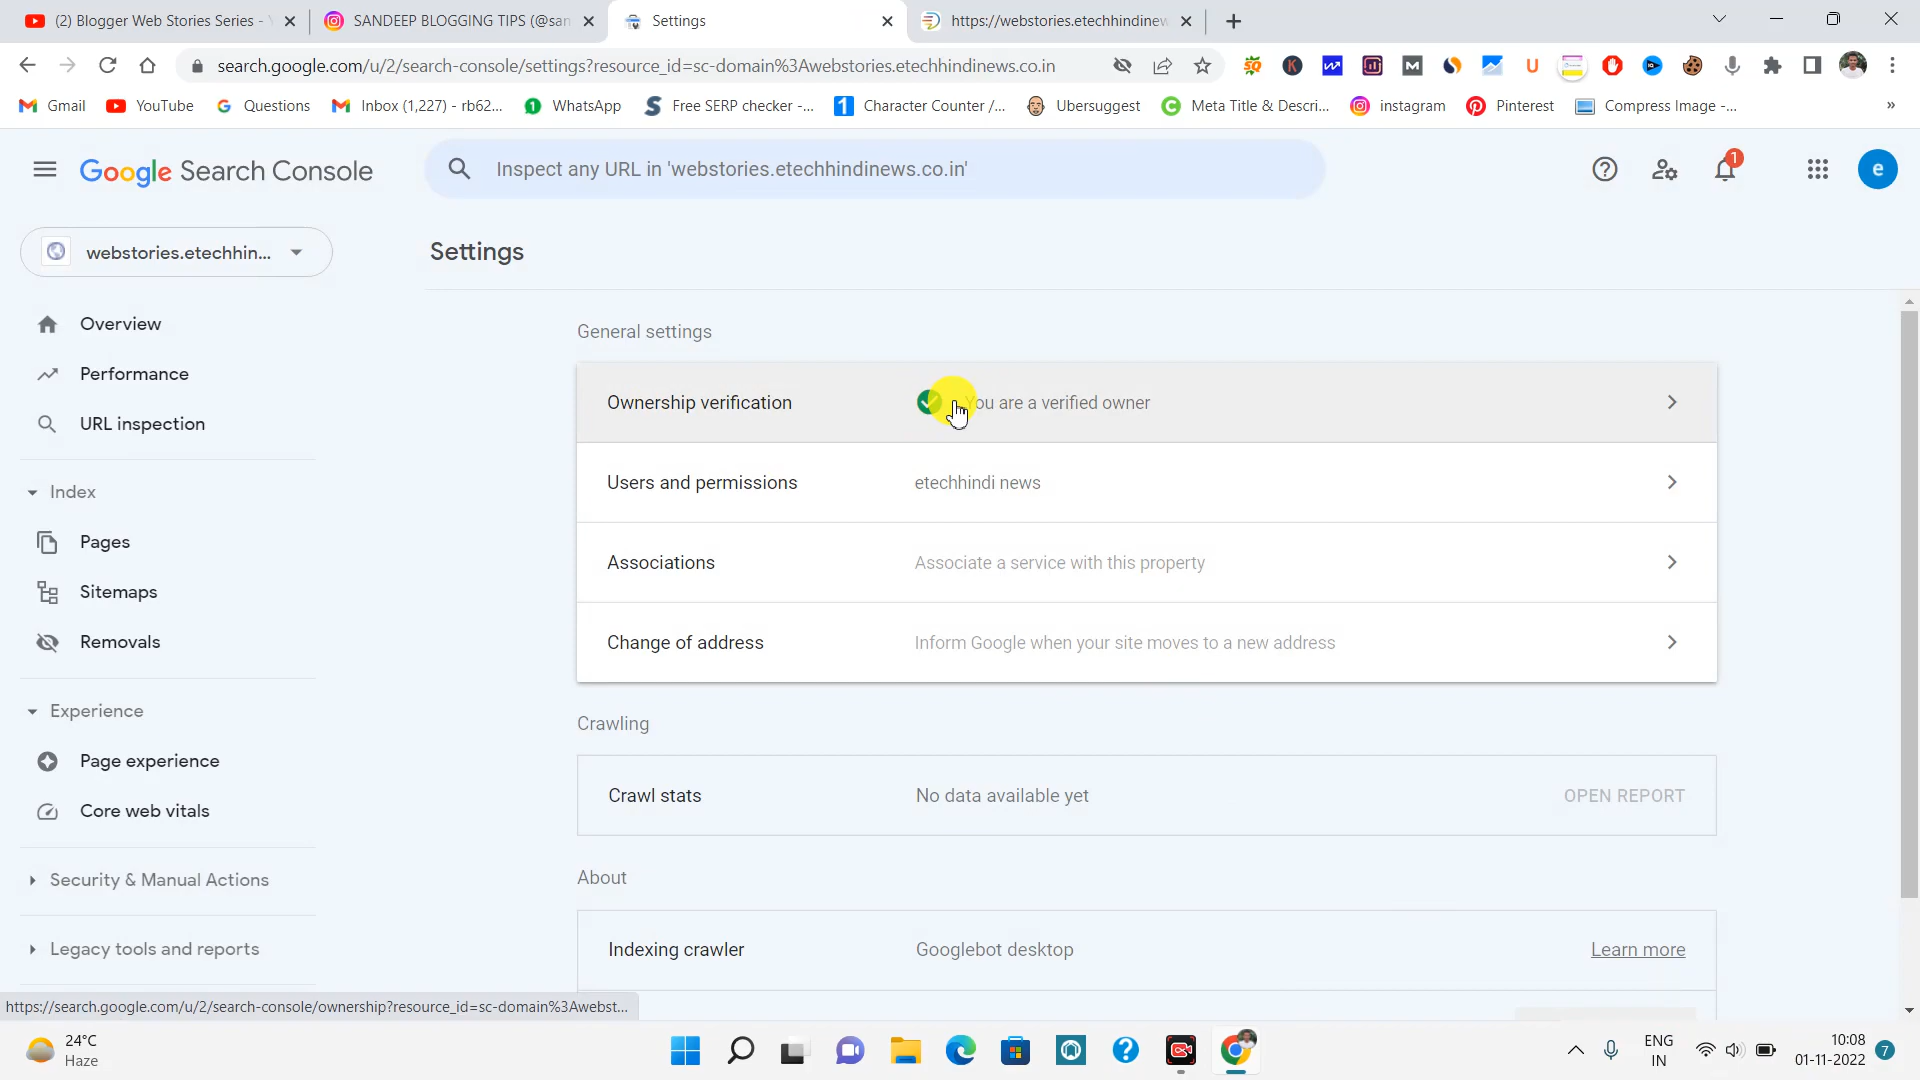 (2) Blogger Web Stories Series -
SANDEEP BLOGGING TIPS (@san
Settings
https://webstories.etechhindinew
search.google.com/u/2/search-console/settings?resource_id=sc-domain%3Awebstories.etechhindinews.co.in
Gmail
YouTube
Questions
Inbox (1,227) - rb62...
WhatsApp
Free SERP checker -...
Character Counter /...
Ubersuggest
Meta Title & Descri...
instagram
Pinterest
Compress Image -...
»
Google Search Console
Inspect any URL in 'webstories.etechhindinews.co.in'
1
e
webstories.etechhin...
Settings
Overview
Performance
URL inspection
Index
Pages
Sitemaps
Removals
Experience
Page experience
Core web vitals
Security & Manual Actions
Legacy tools and reports
General settings
Ownership verification
You are a verified owner
Users and permissions
etechhindi news
Associations
Associate a service with this property
Change of address
Inform Google when your site moves to a new address
Crawling
Crawl stats
No data available yet
OPEN REPORT
About
Indexing crawler
Googlebot desktop
Learn more
https://search.google.com/u/2/search-console/ownership?resource_id=sc-domain%3Awebst...
24°C
Haze
ENG
IN
10:08
01-11-2022
7